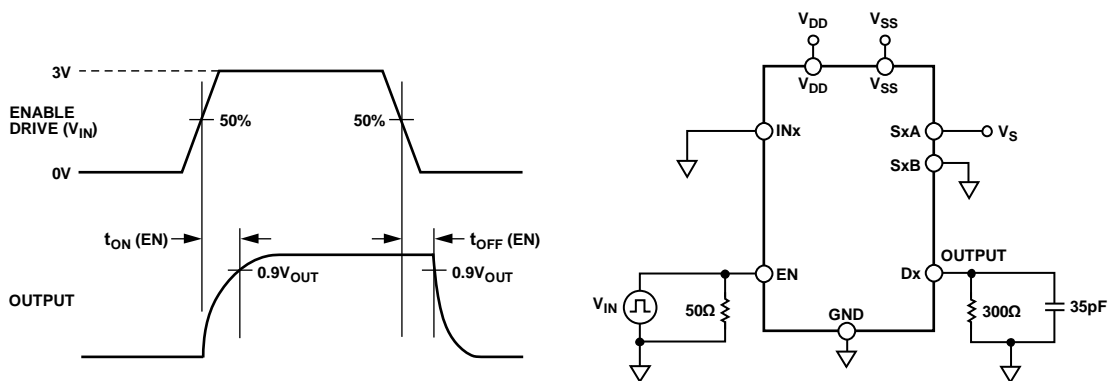 3V
ENABLE
DRIVE (VIN)
50%
50%
0V
tON (EN)
tOFF (EN)
0.9VOUT
0.9VOUT
OUTPUT
VDD
VSS
VDD
VSS
INx
SxA
VS
SxB
OUTPUT
EN
Dx
VIN
50Ω
GND
300Ω
35pF